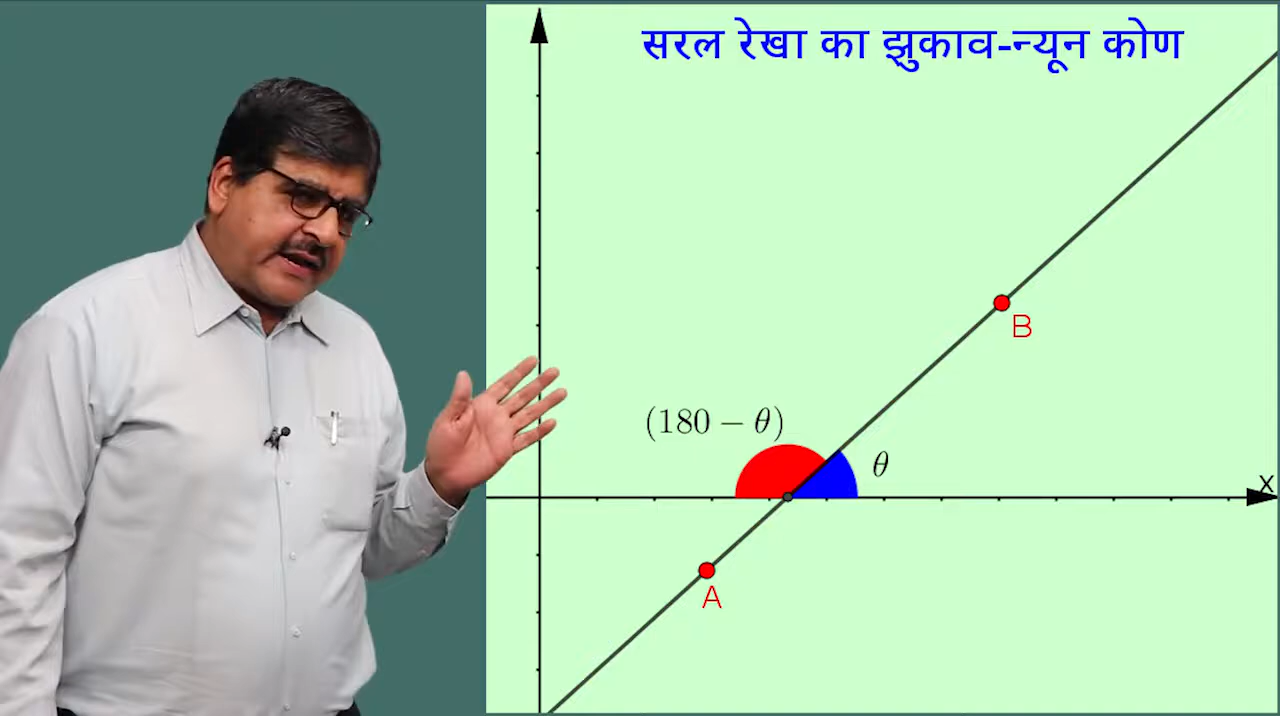 सरल रेखा का झुकाव-न्यून कोण
B
(180 − θ)
θ
X
A